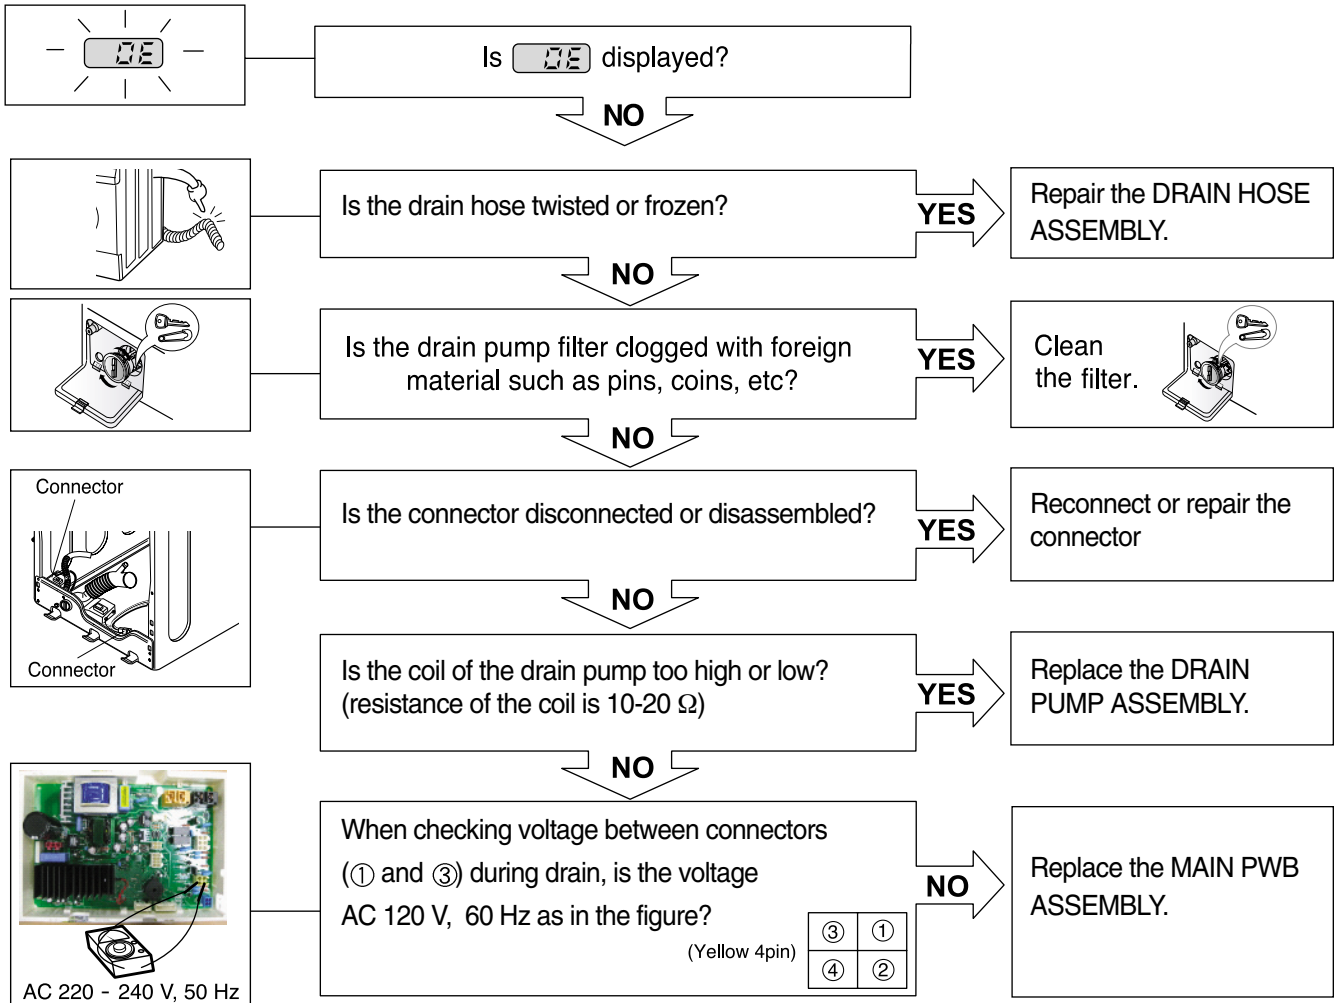 OE
Is OE displayed?
NO
Is the drain hose twisted or frozen?
YES
Repair the DRAIN HOSE
ASSEMBLY.
NO
Is the drain pump filter clogged with foreign
material such as pins, coins, etc?
YES
Clean
the filter.
NO
Connector
Connector
Is the connector disconnected or disassembled?
YES
Reconnect or repair the
connector
NO
Is the coil of the drain pump too high or low?
(resistance of the coil is 10-20 Ω)
YES
Replace the DRAIN
PUMP ASSEMBLY.
NO
AC 220 - 240 V, 50 Hz
When checking voltage between connectors
(① and ③) during drain, is the voltage
AC 120 V, 60 Hz as in the figure?
(Yellow 4pin)
③ ①
④ ②
NO
Replace the MAIN PWB
ASSEMBLY.